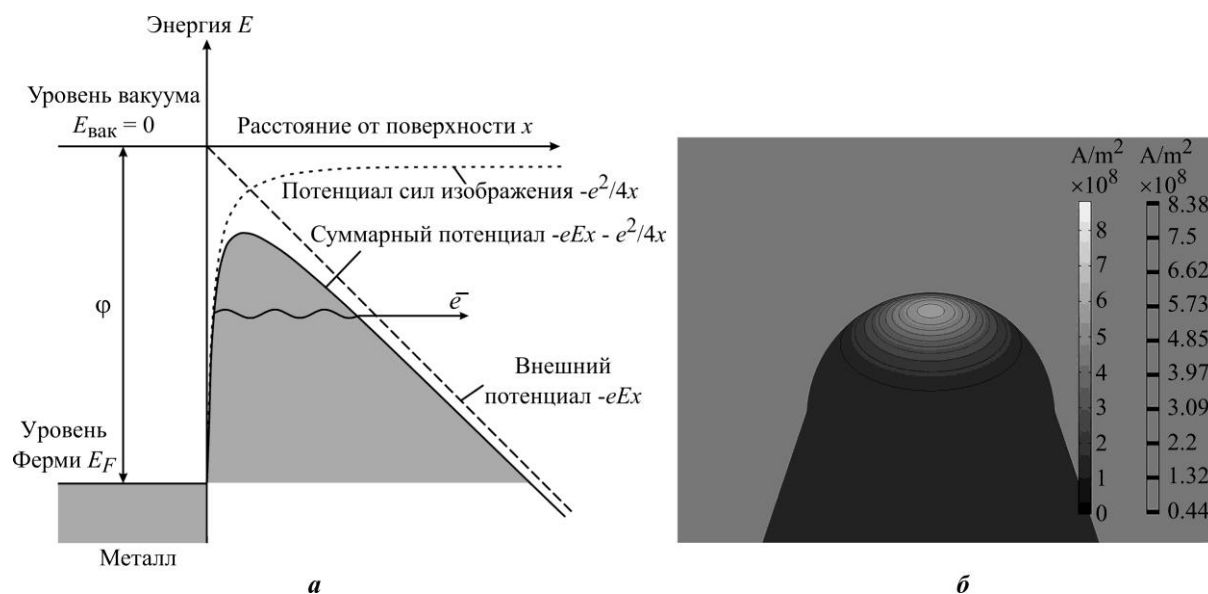 Энергия E
Уровень вакуума
Eвак = 0
Расстояние от поверхности x
Потенциал сил изображения -e²/4x
Суммарный потенциал -eEx - e²/4x
φ
e⁻
Внешний
потенциал -eEx
Уровень
Ферми E_F
Металл
а
A/m²
×10⁸
8
7
6
5
4
3
2
1
0
A/m²
×10⁸
8.38
7.5
6.62
5.73
4.85
3.97
3.09
2.2
1.32
0.44
б